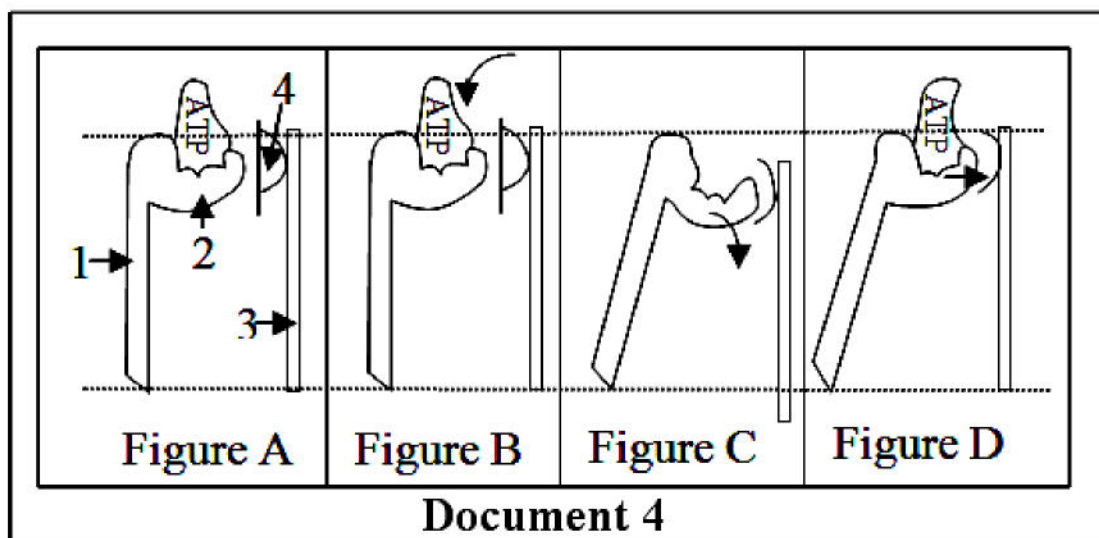 ATP
4
2
1
3
Figure A
ATP
Figure B
Figure C
ATP
Figure D
Document 4